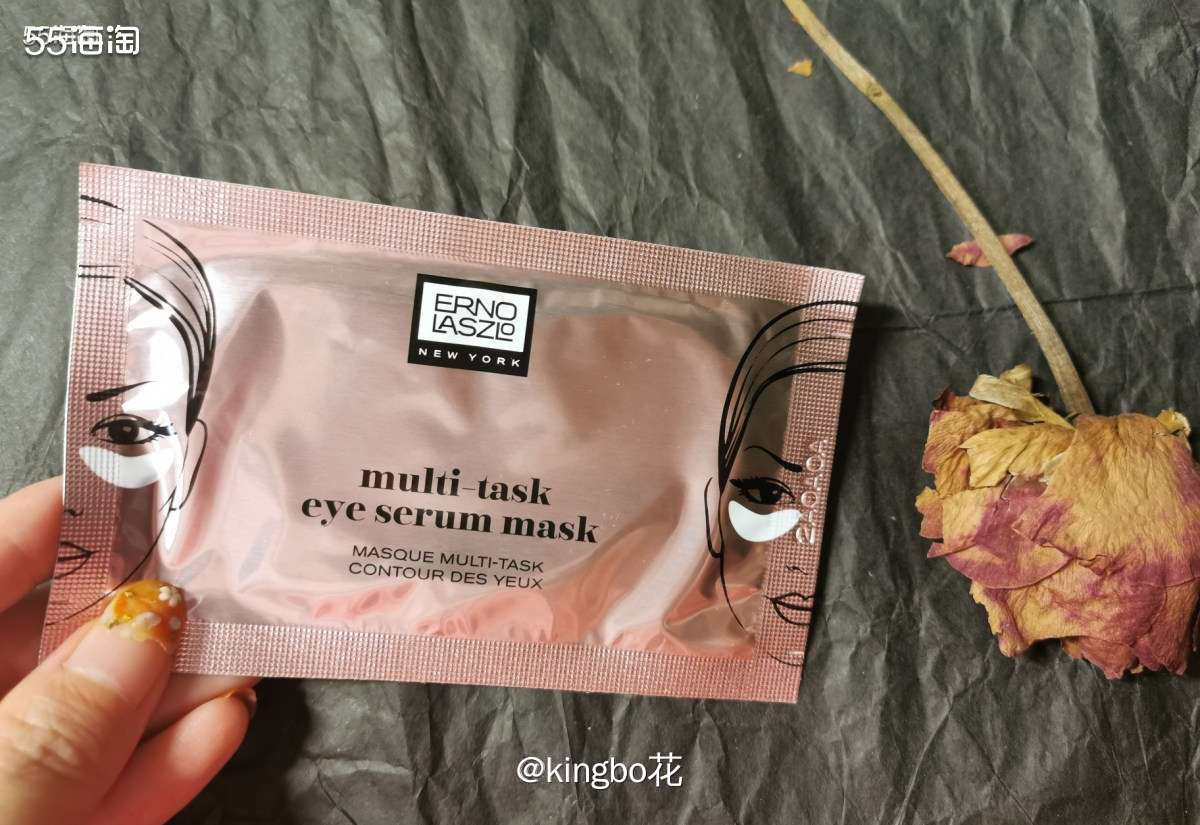 55海淘
ERNO
LASZLO
NEW YORK
multi-task
eye serum mask
MASQUE MULTI-TASK
CONTOUR DES YEUX
@kingbo花